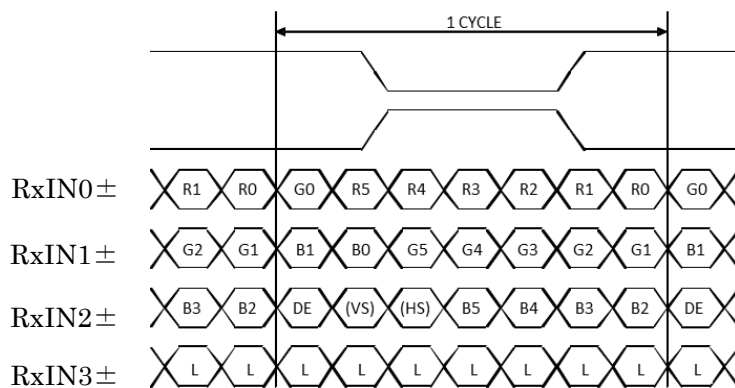 1 CYCLE
RxIN0± R1 R0 G0 R5 R4 R3 R2 R1 R0 G0
RxIN1± G2 G1 B1 B0 G5 G4 G3 G2 G1 B1
RxIN2± B3 B2 DE (VS) (HS) B5 B4 B3 B2 DE
RxIN3± L L L L L L L L L L